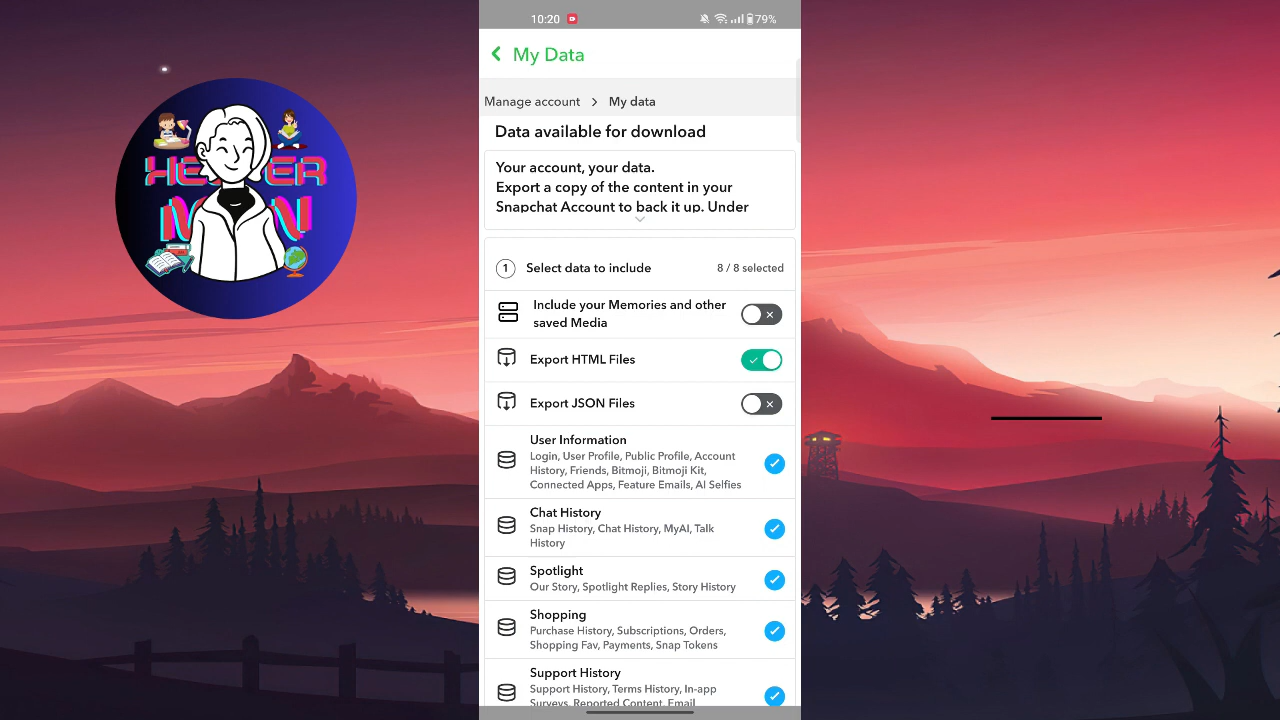 10:20
79%
My Data
Manage account > My data
Data available for download
Your account, your data.
Export a copy of the content in your
Snapchat Account to back it up. Under
1 Select data to include 8 / 8 selected
Include your Memories and other
saved Media
Export HTML Files
Export JSON Files
User Information
Login, User Profile, Public Profile, Account
History, Friends, Bitmoji, Bitmoji Kit,
Connected Apps, Feature Emails, AI Selfies
Chat History
Snap History, Chat History, MyAI, Talk
History
Spotlight
Our Story, Spotlight Replies, Story History
Shopping
Purchase History, Subscriptions, Orders,
Shopping Fav, Payments, Snap Tokens
Support History
Support History, Terms History, In-app
Surveys, Reported Content, Email